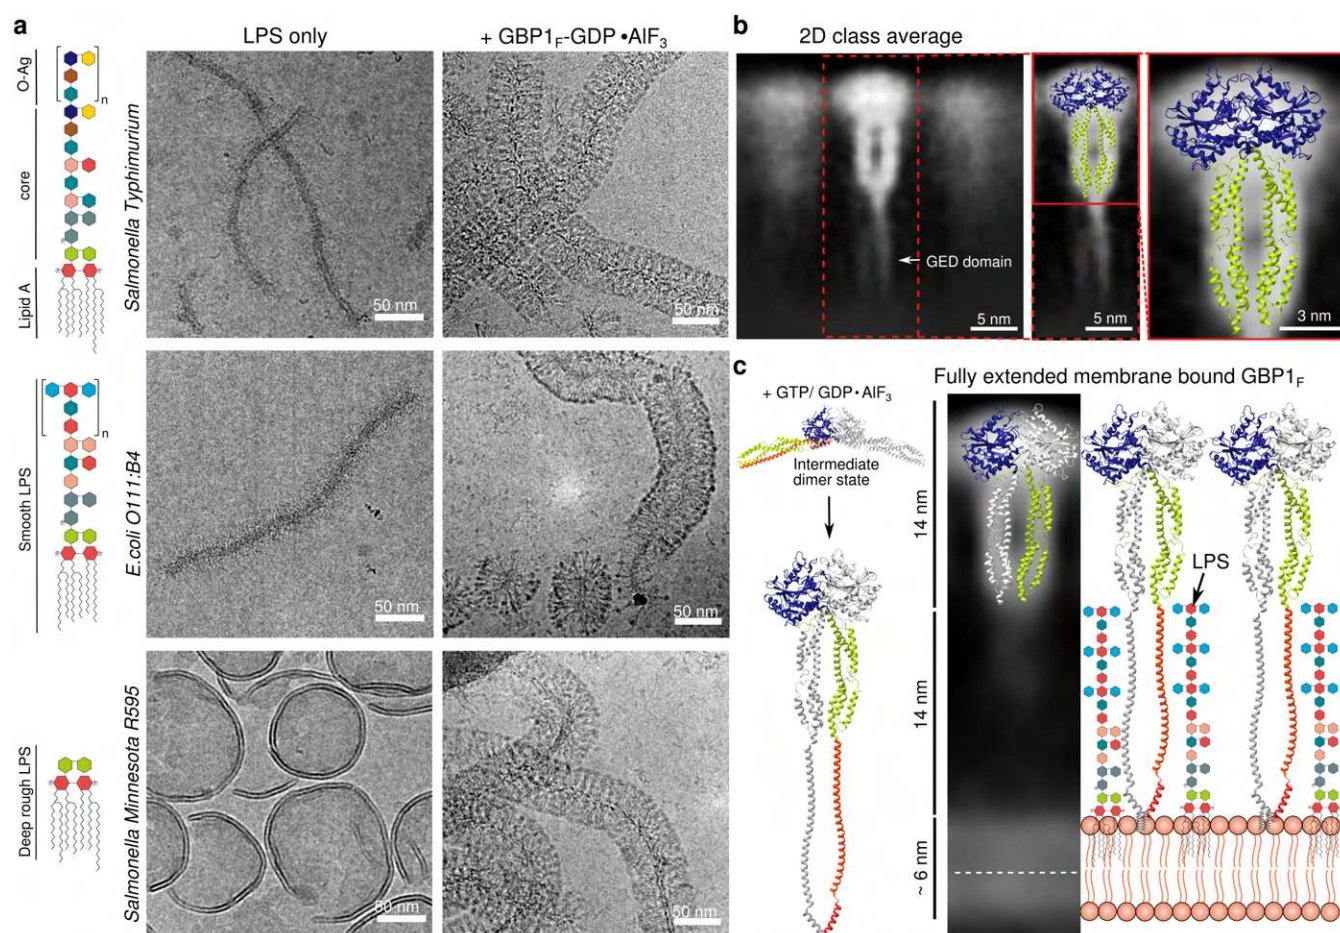 a
LPS only
+ GBP1F-GDP•AlF3
O-Ag
n
core
Lipid A
Salmonella Typhimurium
50 nm
50 nm
Smooth LPS
n
E.coli O111:B4
50 nm
50 nm
Deep rough LPS
Salmonella Minnesota R595
50 nm
50 nm
b
2D class average
GED domain
5 nm
5 nm
3 nm
c
+ GTP/ GDP•AlF3
Intermediate
dimer state
Fully extended membrane bound GBP1F
14 nm
14 nm
~ 6 nm
LPS